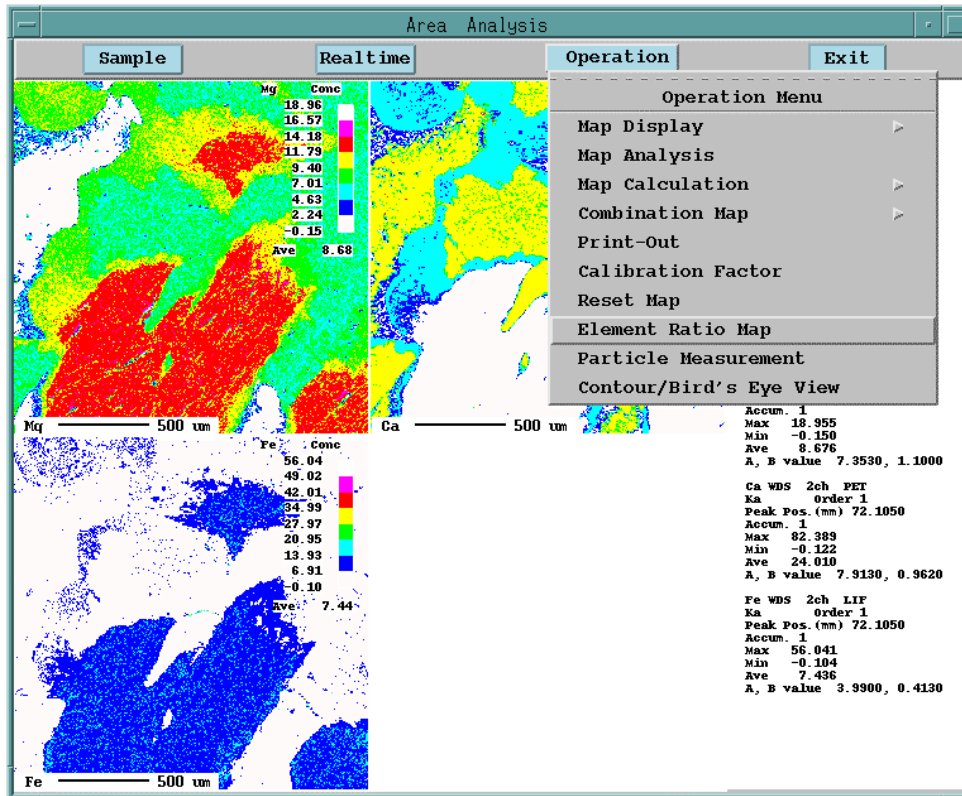 Area Analysis
Sample Realtime Operation Exit
Operation Menu
Map Display
Map Analysis
Map Calculation
Combination Map
Print-Out
Calibration Factor
Reset Map
Element Ratio Map
Particle Measurement
Contour/Bird's Eye View
Mg Conc
18.96
16.57
14.18
11.79
9.40
7.01
4.63
2.24
-0.15
Ave 8.68
Mg 500 um
Ca 500 um
Fe Conc
56.04
49.02
42.01
34.99
27.97
20.95
13.93
6.91
-0.10
Ave 7.44
Fe 500 um
Accum. 1
Max 18.955
Min -0.150
Ave 8.676
A, B value 7.3530, 1.1000
Ca WDS 2ch PET
Ka Order 1
Peak Pos.(mm) 72.1050
Accum. 1
Max 82.389
Min -0.122
Ave 24.010
A, B value 7.9130, 0.9620
Fe WDS 2ch LIF
Ka Order 1
Peak Pos.(mm) 72.1050
Accum. 1
Max 56.041
Min -0.104
Ave 7.436
A, B value 3.9900, 0.4130